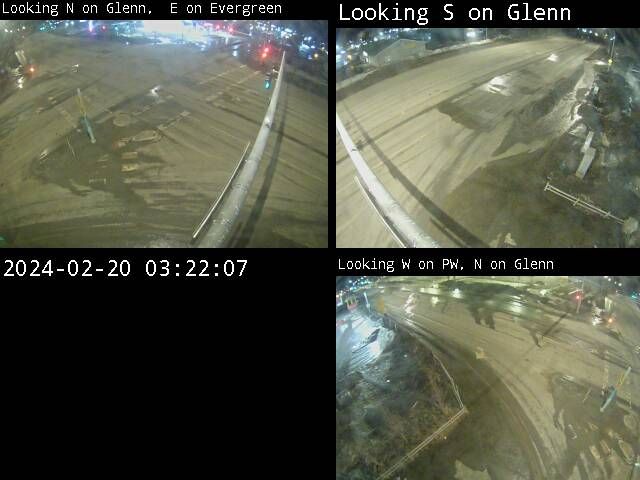 Looking N on Glenn,  E on Evergreen
Looking S on Glenn
2024-02-20 03:22:07
Looking W on PW, N on Glenn